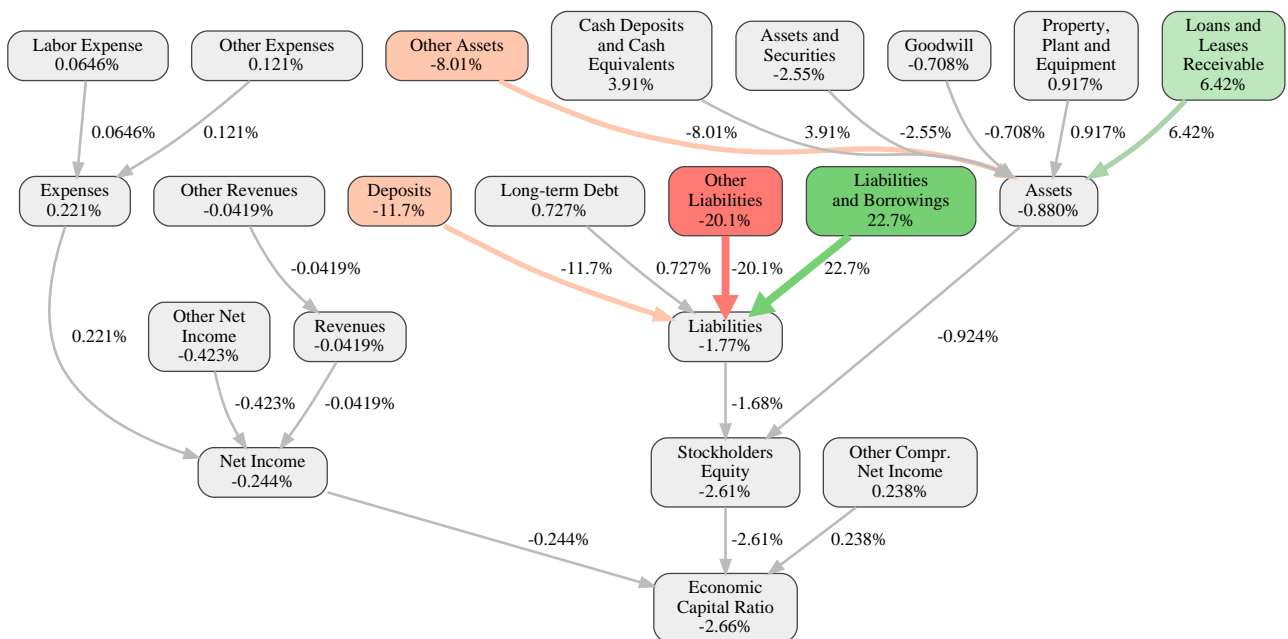 Labor Expense
0.0646%
Other Expenses
0.121%
Other Assets
-8.01%
Cash Deposits
and Cash
Equivalents
3.91%
Assets and
Securities
-2.55%
Goodwill
-0.708%
Property,
Plant and
Equipment
0.917%
Loans and
Leases
Receivable
6.42%
0.0646%
0.121%
-8.01%
3.91%
-2.55%
-0.708%
0.917%
6.42%
Expenses
0.221%
Other Revenues
-0.0419%
Deposits
-11.7%
Long-term Debt
0.727%
Other
Liabilities
-20.1%
Liabilities
and Borrowings
22.7%
Assets
-0.880%
-0.0419%
-11.7%
0.727%
-20.1%
22.7%
0.221%
Other Net
Income
-0.423%
Revenues
-0.0419%
Liabilities
-1.77%
-0.924%
-0.423%
-0.0419%
-1.68%
Net Income
-0.244%
Stockholders
Equity
-2.61%
Other Compr.
Net Income
0.238%
-0.244%
-2.61%
0.238%
Economic
Capital Ratio
-2.66%